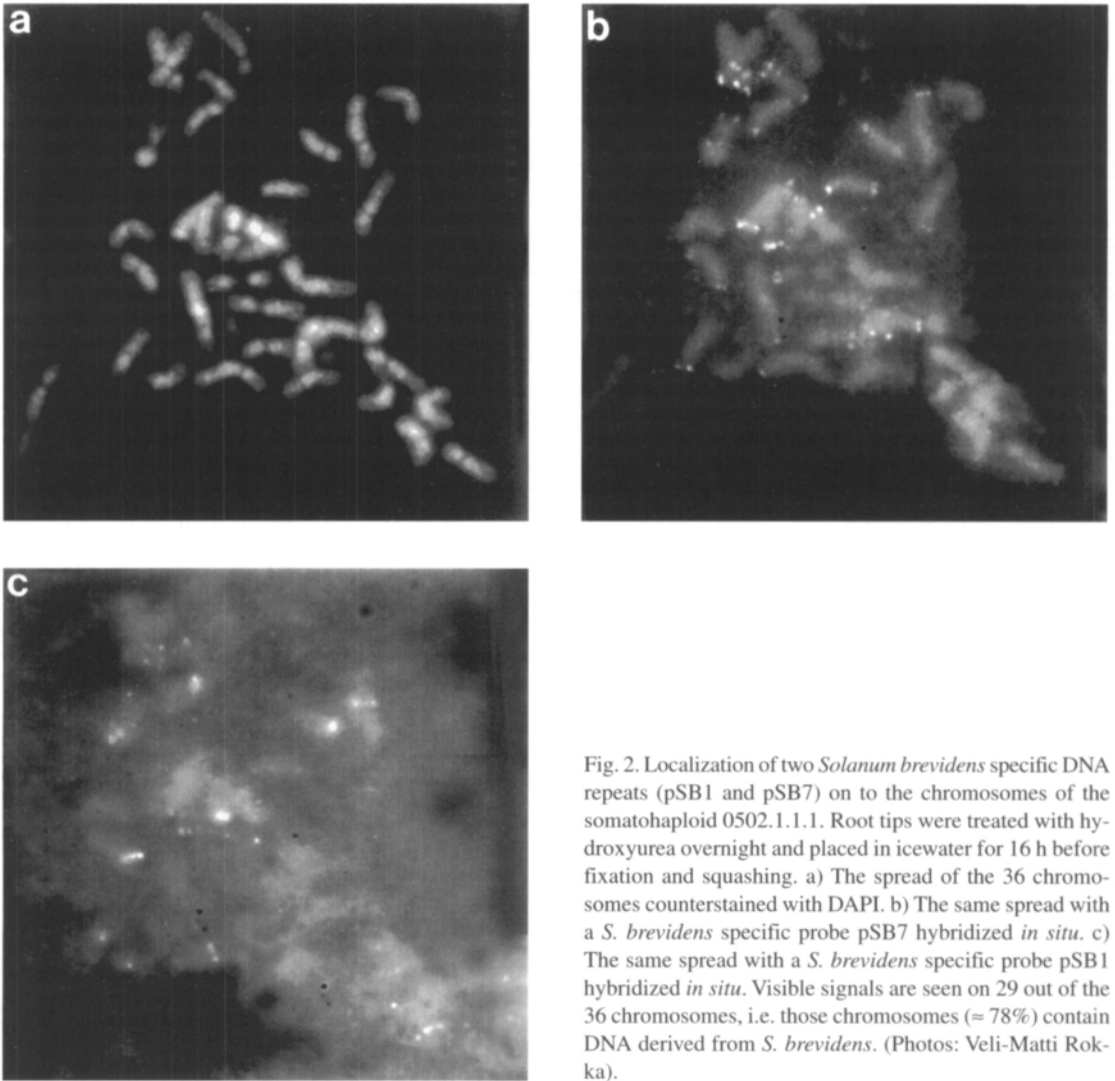 a
b
c
Fig. 2. Localization of two Solanum brevidens specific DNA
repeats (pSB1 and pSB7) on to the chromosomes of the
somatohaploid 0502.1.1.1. Root tips were treated with hy-
droxyurea overnight and placed in icewater for 16 h before
fixation and squashing. a) The spread of the 36 chromo-
somes counterstained with DAPI. b) The same spread with
a S. brevidens specific probe pSB7 hybridized in situ. c)
The same spread with a S. brevidens specific probe pSB1
hybridized in situ. Visible signals are seen on 29 out of the
36 chromosomes, i.e. those chromosomes (≈ 78%) contain
DNA derived from S. brevidens. (Photos: Veli-Matti Rok-
ka).